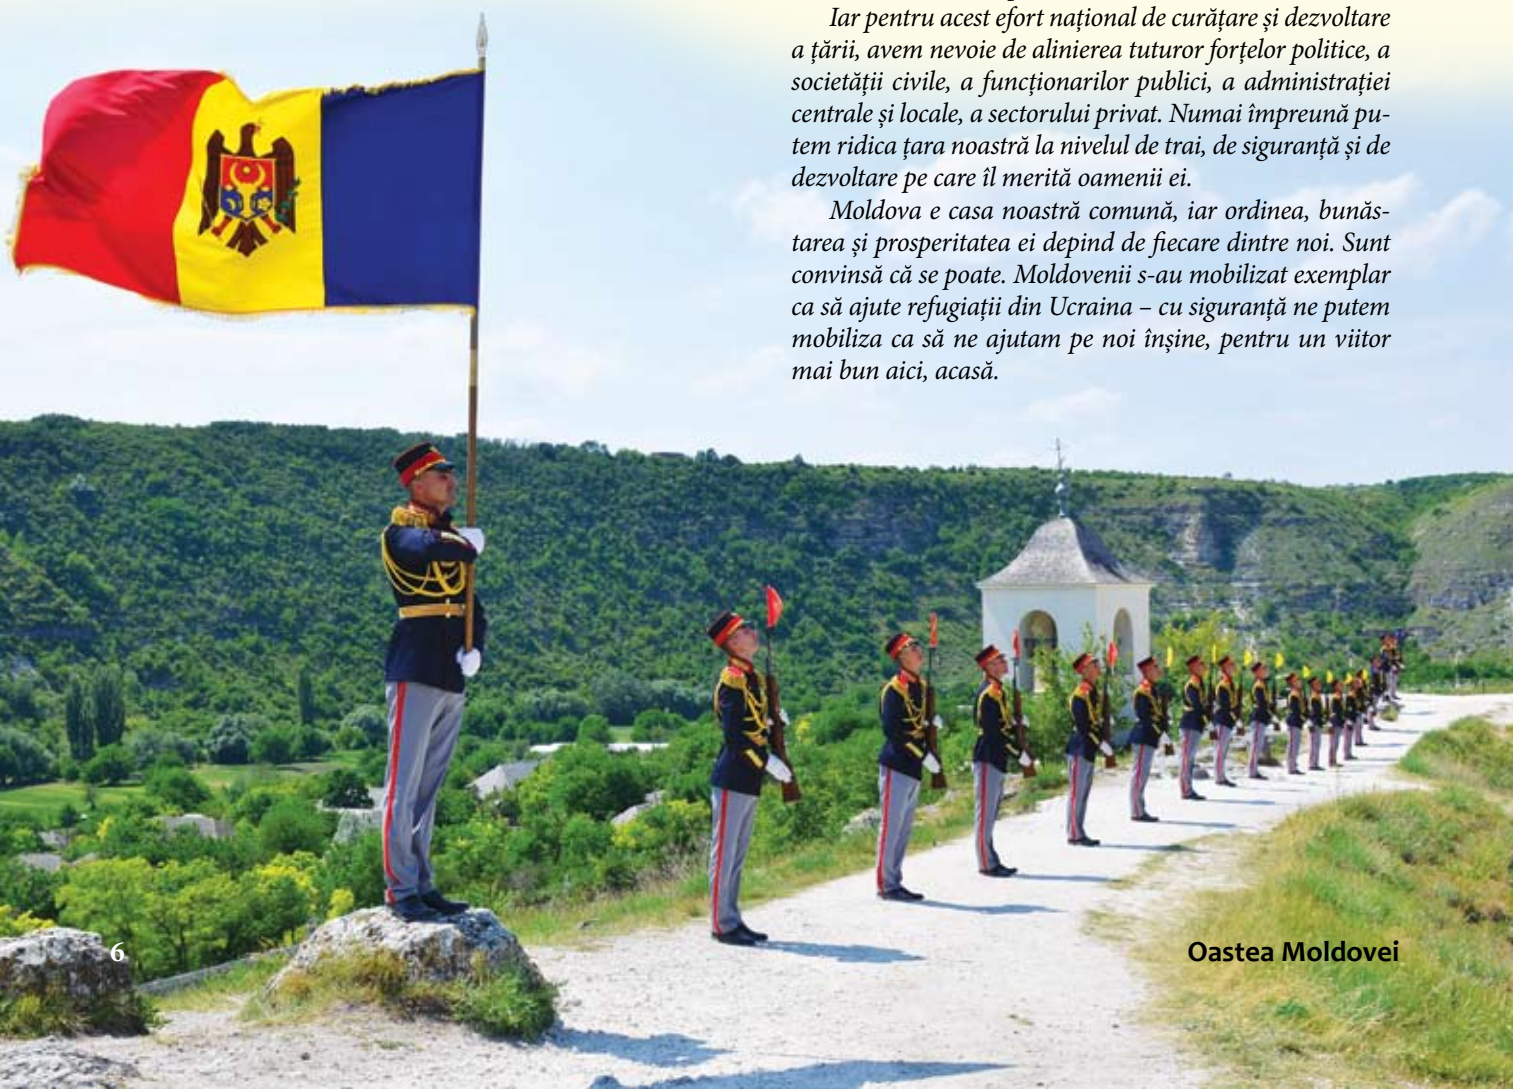 Iar pentru acest efort național de curățare și dezvoltare
a țării, avem nevoie de alinierea tuturor forțelor politice, a
societății civile, a funcționarilor publici, a administrației
centrale și locale, a sectorului privat. Numai împreună pu-
tem ridica țara noastră la nivelul de trai, de siguranță și de
dezvoltare pe care îl merită oamenii ei.
Moldova e casa noastră comună, iar ordinea, bunăs-
tarea și prosperitatea ei depind de fiecare dintre noi. Sunt
convinsă că se poate. Moldovenii s-au mobilizat exemplar
ca să ajute refugiații din Ucraina – cu siguranță ne putem
mobiliza ca să ne ajutam pe noi înșine, pentru un viitor
mai bun aici, acasă.
6
Oastea Moldovei